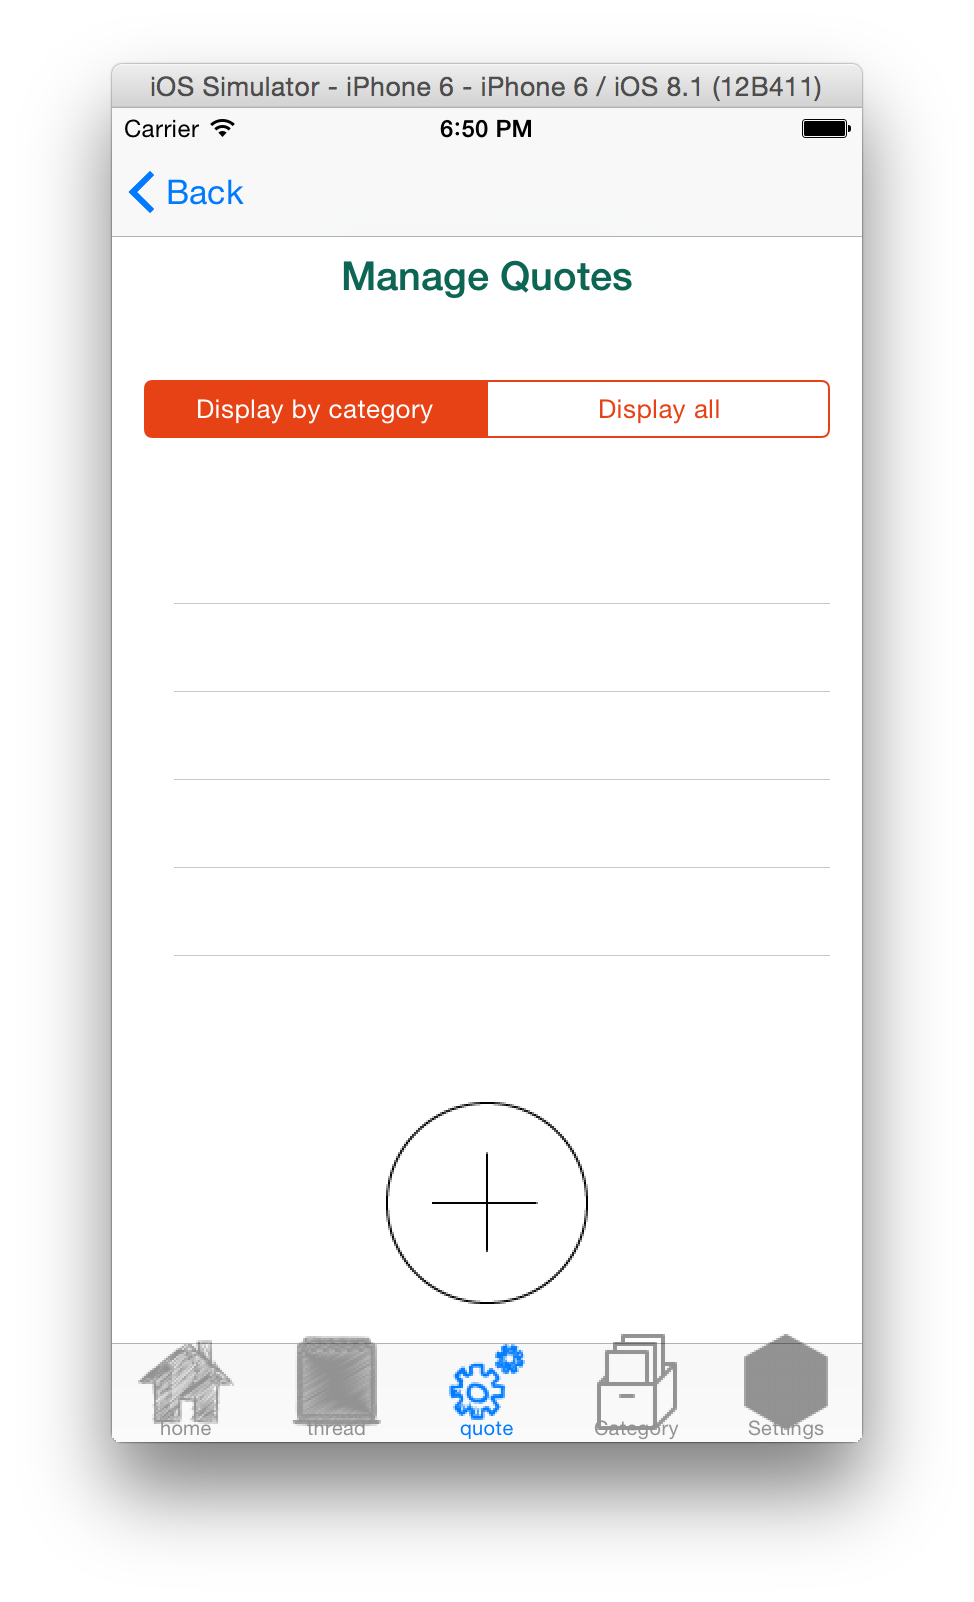 iOS Simulator - iPhone 6 - iPhone 6 / iOS 8.1 (12B411)
Carrier 6:50 PM
Back
Manage Quotes
Display by category Display all
home thread quote Category Settings